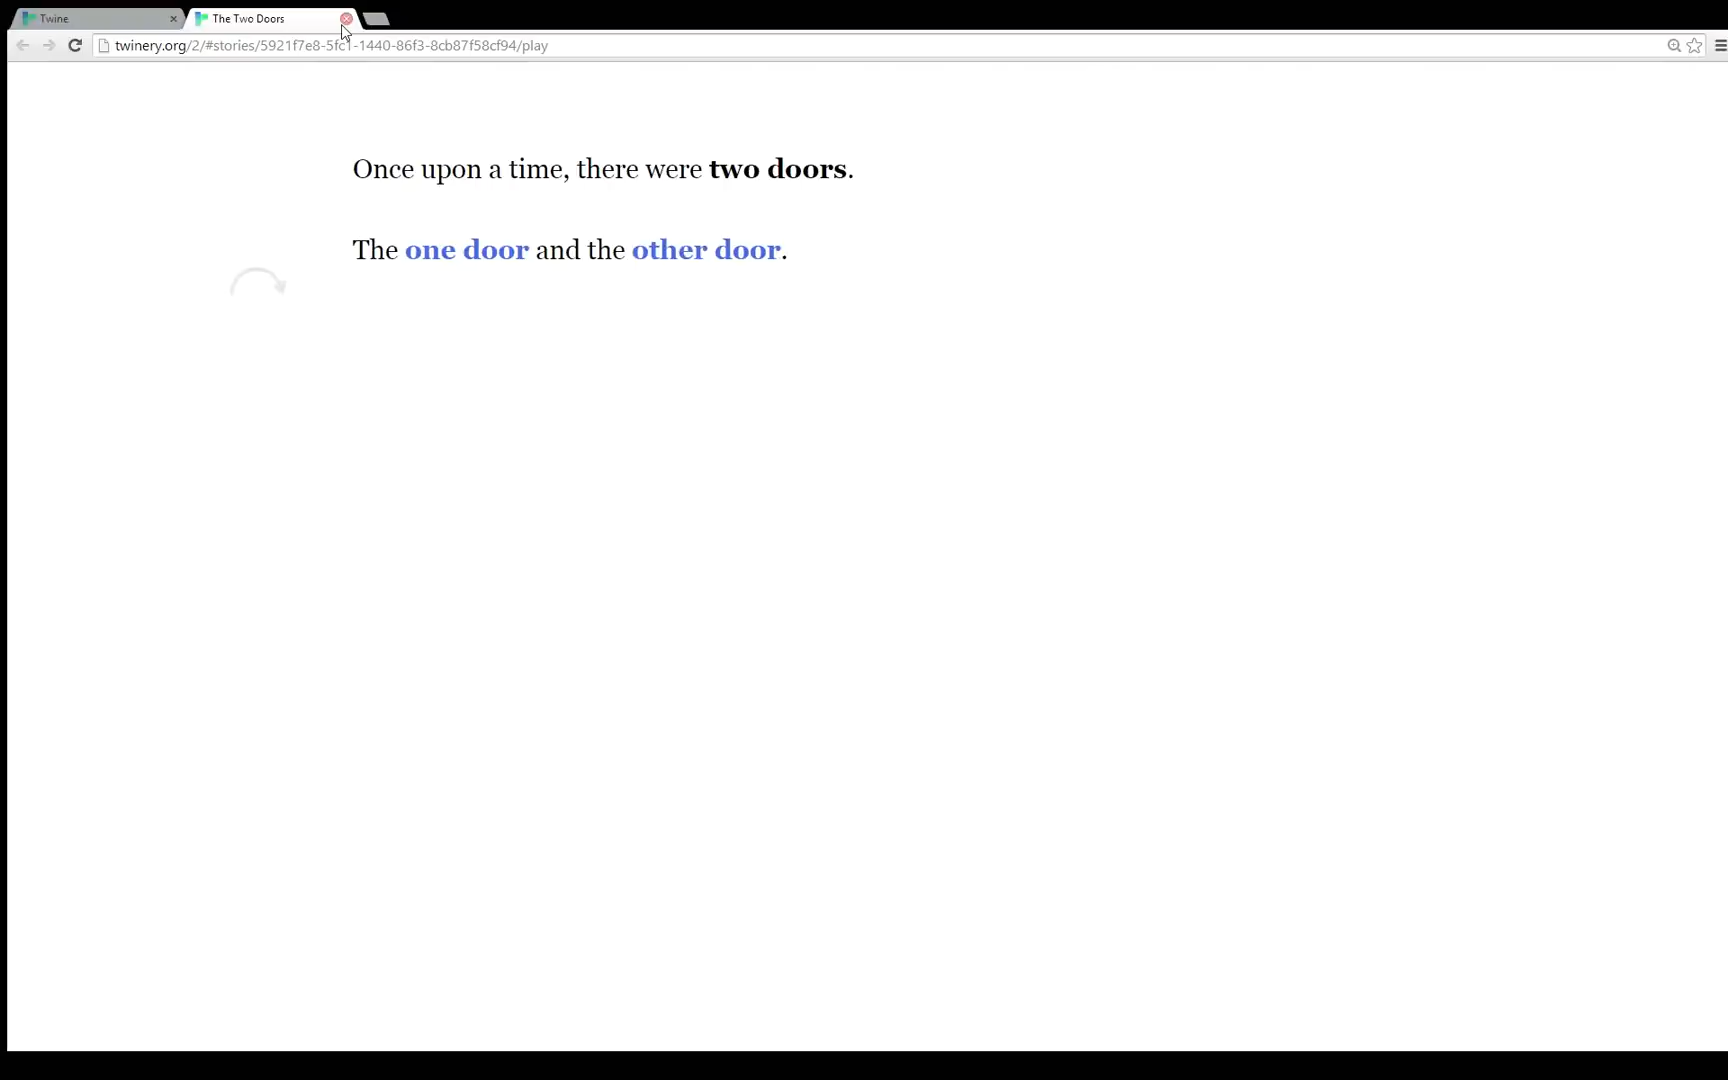 Twine
The Two Doors
twinery.org/2/#stories/5921f7e8-5fc1-1440-86f3-8cb87f58cf94/play
Once upon a time, there were two doors.
The one door and the other door.